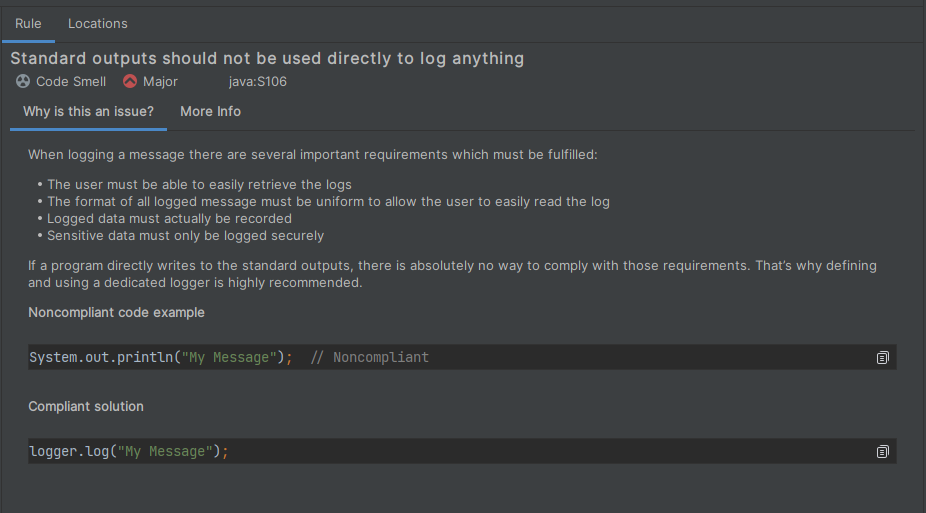 Rule Locations
Standard outputs should not be used directly to log anything
Code Smell Major java:S106
Why is this an issue? More Info
When logging a message there are several important requirements which must be fulfilled:
• The user must be able to easily retrieve the logs
• The format of all logged message must be uniform to allow the user to easily read the log
• Logged data must actually be recorded
• Sensitive data must only be logged securely
If a program directly writes to the standard outputs, there is absolutely no way to comply with those requirements. That’s why defining
and using a dedicated logger is highly recommended.
Noncompliant code example
System.out.println("My Message");  // Noncompliant
Compliant solution
logger.log("My Message");